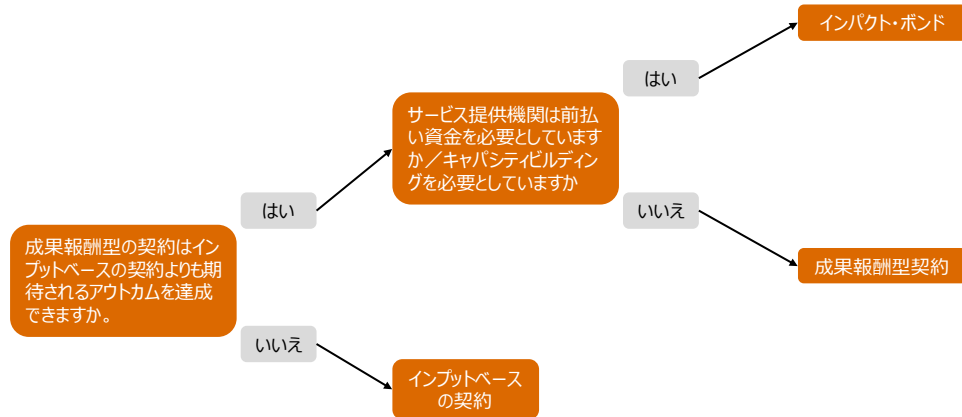 インパクト・ボンド
はい
サービス提供機関は前払
い資金を必要としています
か／キャパシティビルディン
グを必要としていますか
はい
いいえ
成果報酬型の契約はイン
プットベースの契約よりも期
待されるアウトカムを達成
できますか。
成果報酬型契約
いいえ
インプットベース
の契約